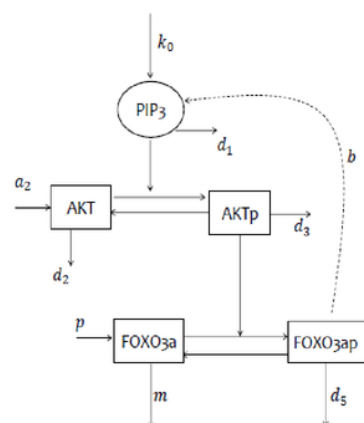 k₀
PIP3
d₁
b
a₂
AKT
AKTp
d₃
d₂
p
FOXO3a
FOXO3ap
m
d₅